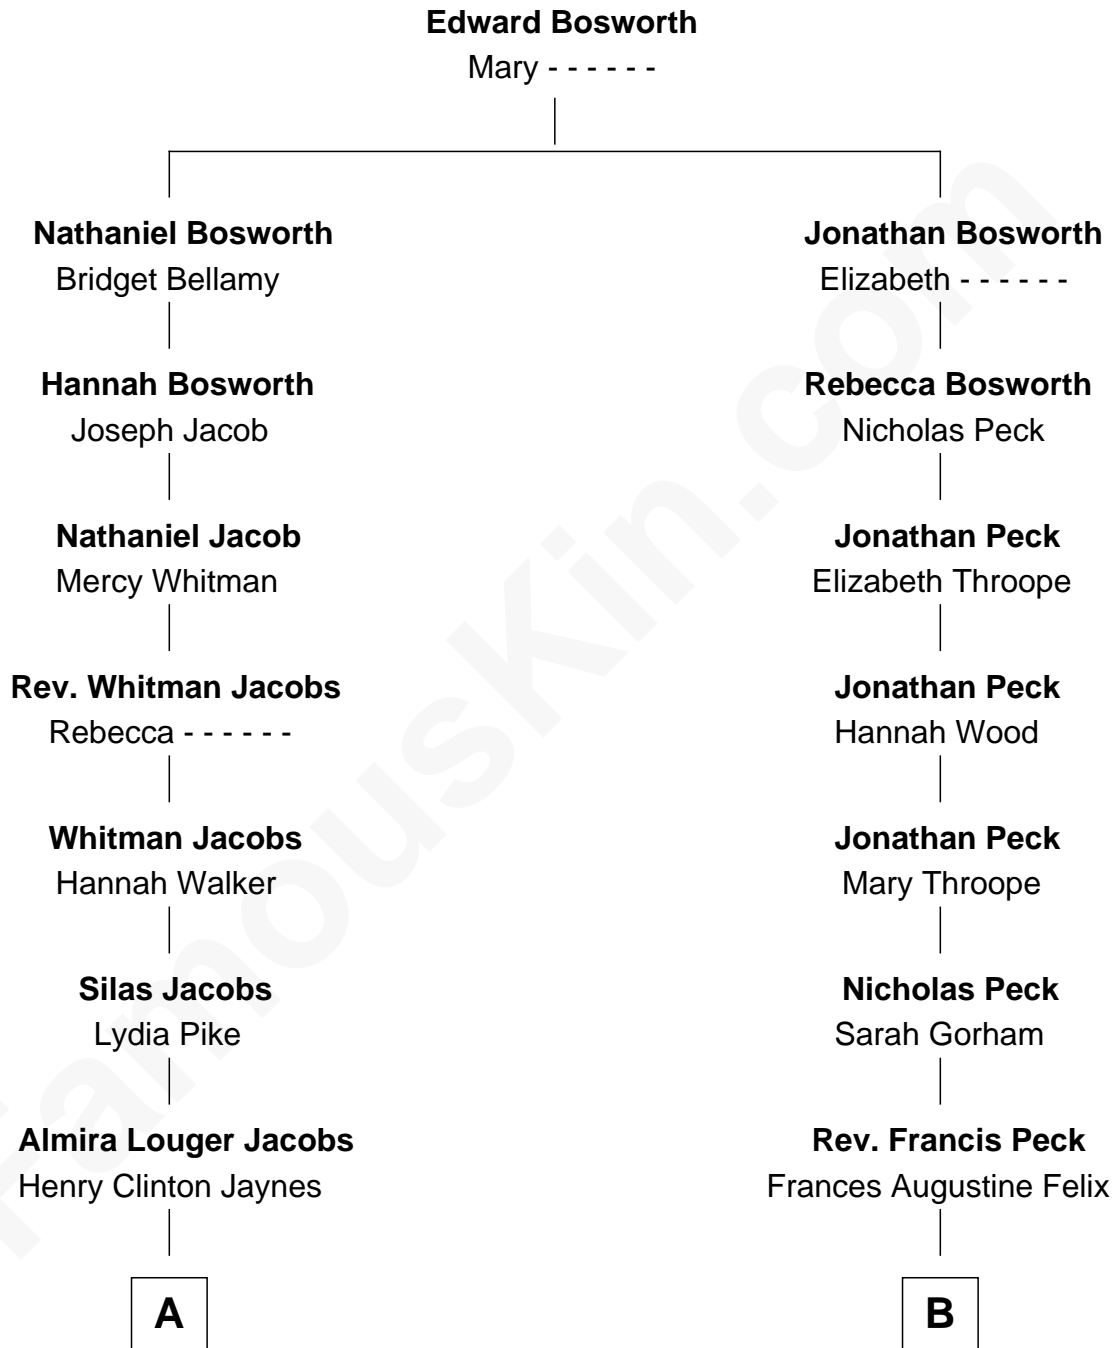 Edward Bosworth
Mary - - - - - -
Nathaniel Bosworth
Bridget Bellamy
Jonathan Bosworth
Elizabeth - - - - - -
Hannah Bosworth
Joseph Jacob
Rebecca Bosworth
Nicholas Peck
Nathaniel Jacob
Mercy Whitman
Jonathan Peck
Elizabeth Throope
Rev. Whitman Jacobs
Rebecca - - - - - -
Jonathan Peck
Hannah Wood
Whitman Jacobs
Hannah Walker
Jonathan Peck
Mary Throope
Silas Jacobs
Lydia Pike
Nicholas Peck
Sarah Gorham
Almira Louger Jacobs
Henry Clinton Jaynes
Rev. Francis Peck
Frances Augustine Felix
A
B
FamousKin.com